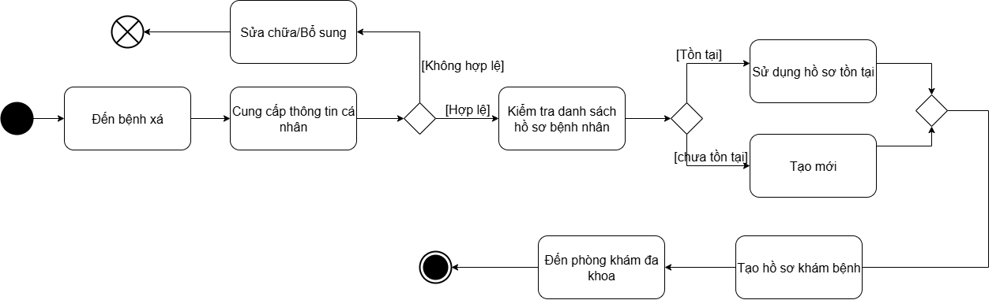 Sửa chữa/Bổ sung
[Không hợp lệ]
Đến bệnh xá
Cung cấp thông tin cá
nhân
[Hợp lệ]
Kiểm tra danh sách
hồ sơ bệnh nhân
[Tồn tại]
Sử dụng hồ sơ tồn tại
[chưa tồn tại]
Tạo mới
Đến phòng khám đa
khoa
Tạo hồ sơ khám bệnh